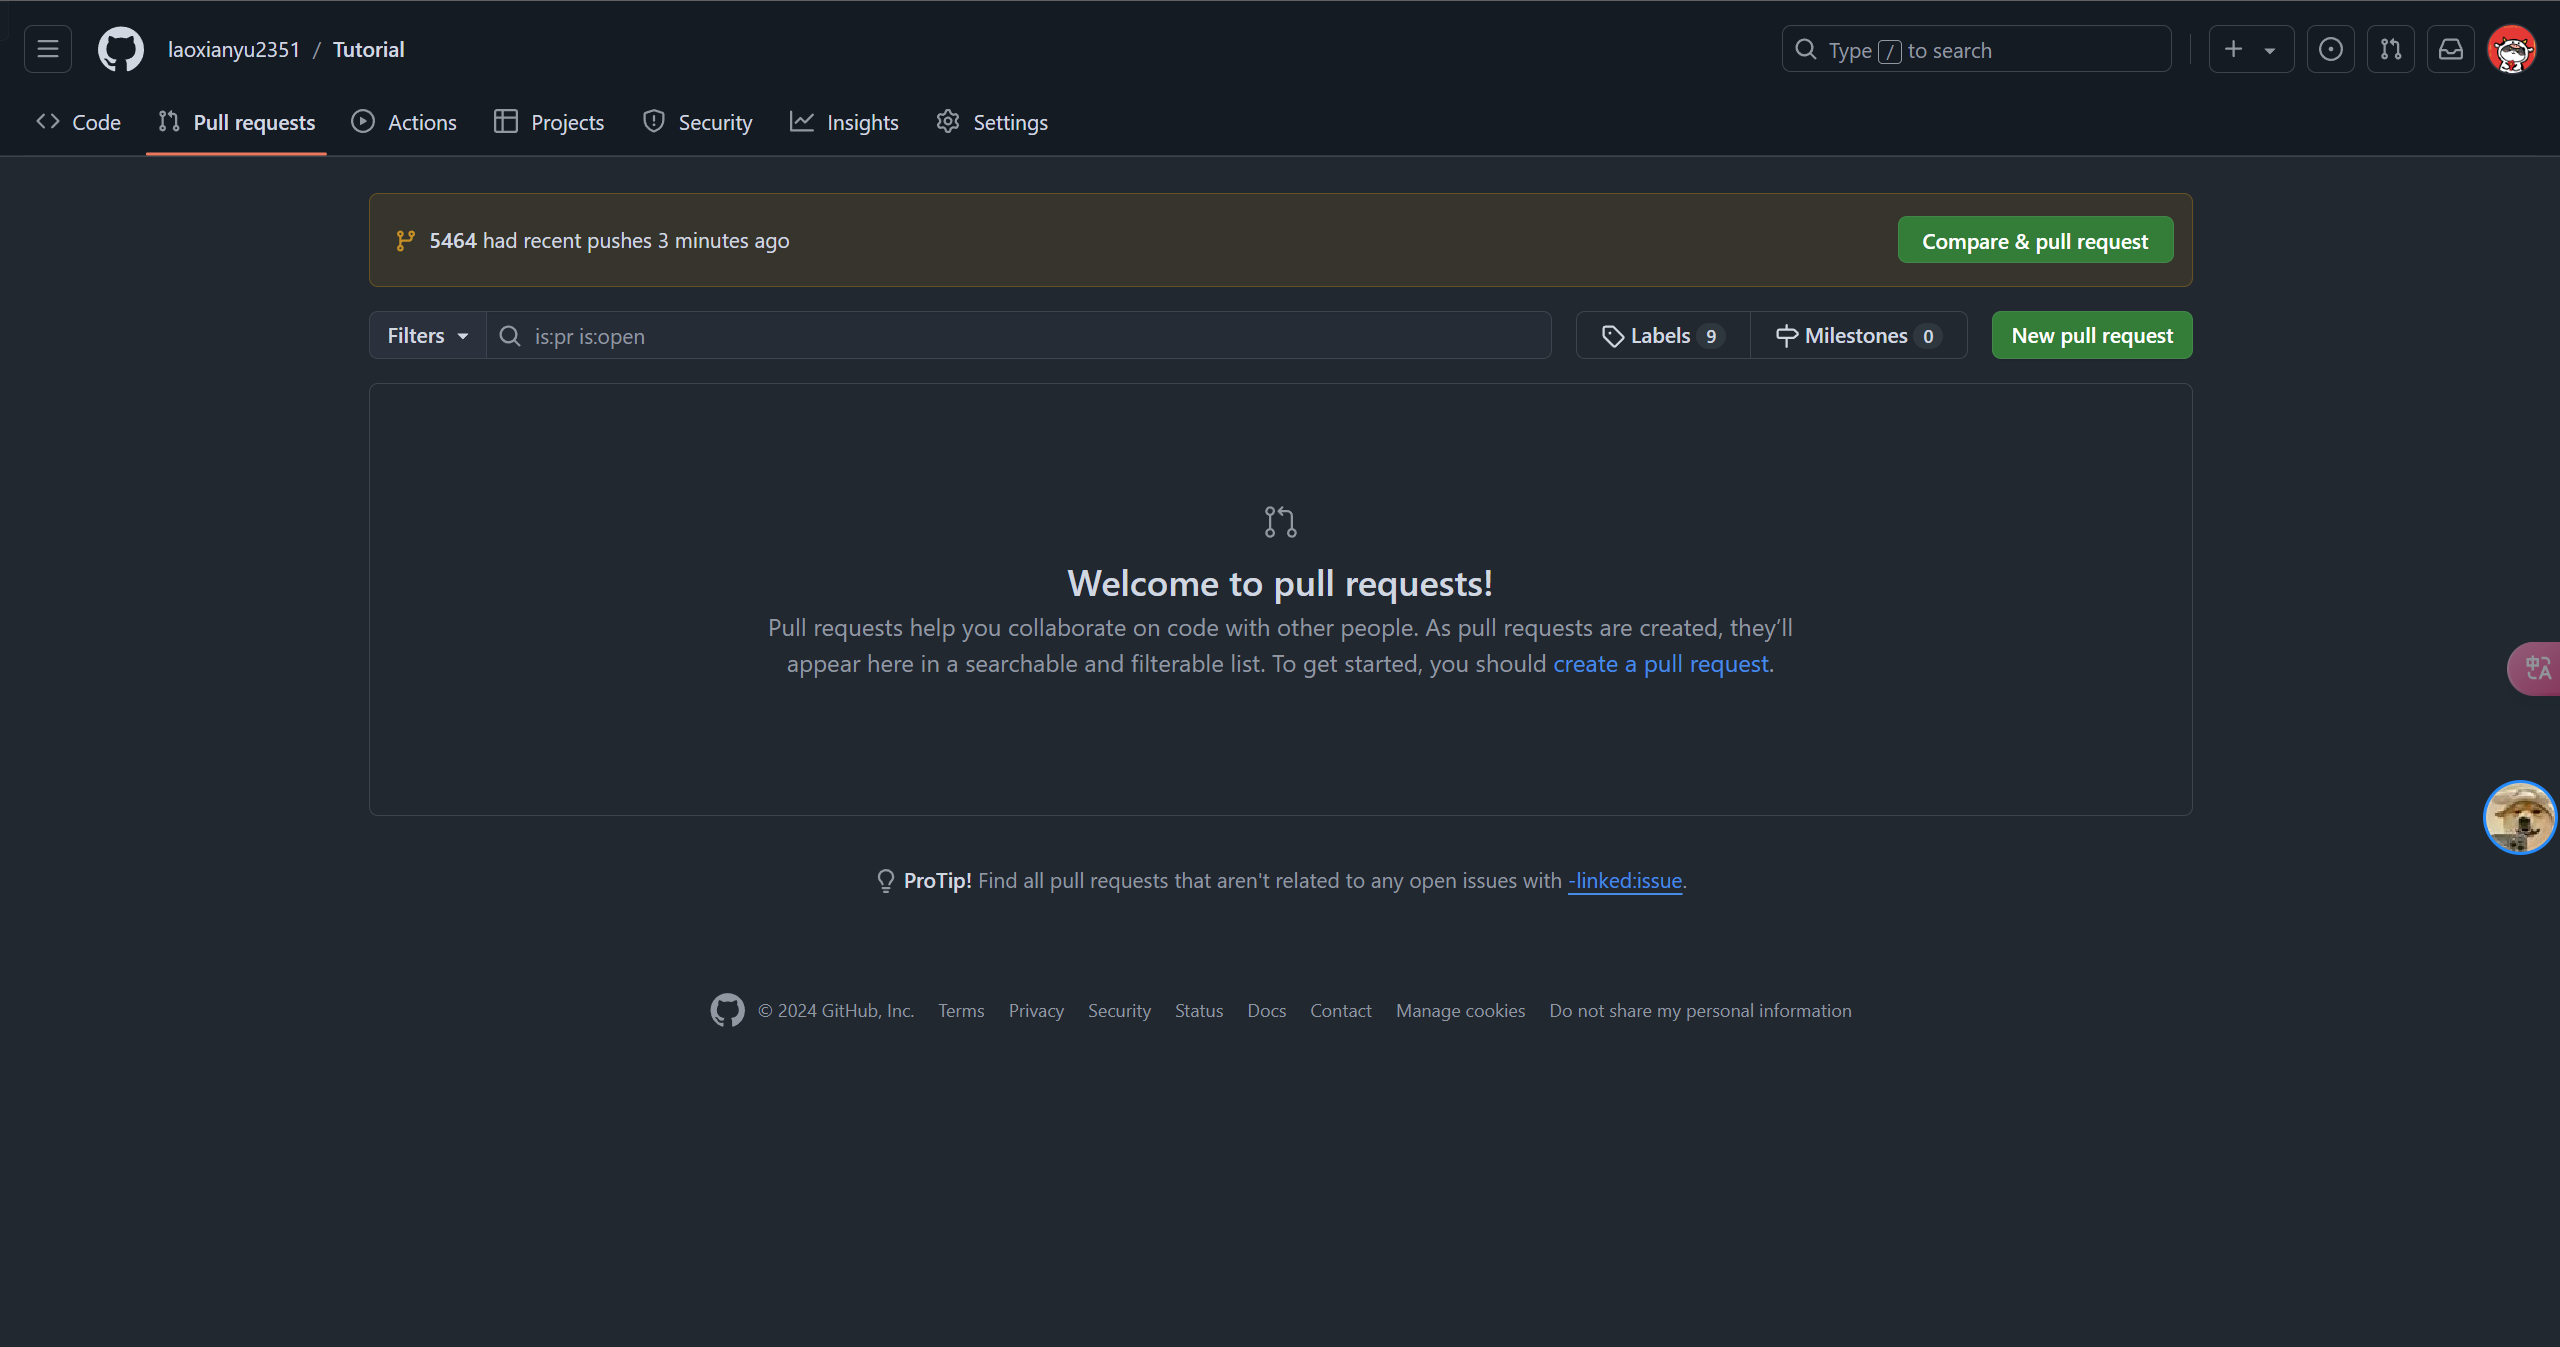 laoxianyu2351 / Tutorial
Type / to search
Code Pull requests Actions Projects Security Insights Settings
5464 had recent pushes 3 minutes ago
Compare & pull request
Filters
is:pr is:open
Labels 9
Milestones 0
New pull request
Welcome to pull requests!
Pull requests help you collaborate on code with other people. As pull requests are created, they’ll
appear here in a searchable and filterable list. To get started, you should create a pull request.
中A
ProTip! Find all pull requests that aren't related to any open issues with -linked:issue.
© 2024 GitHub, Inc. Terms Privacy Security Status Docs Contact Manage cookies Do not share my personal information